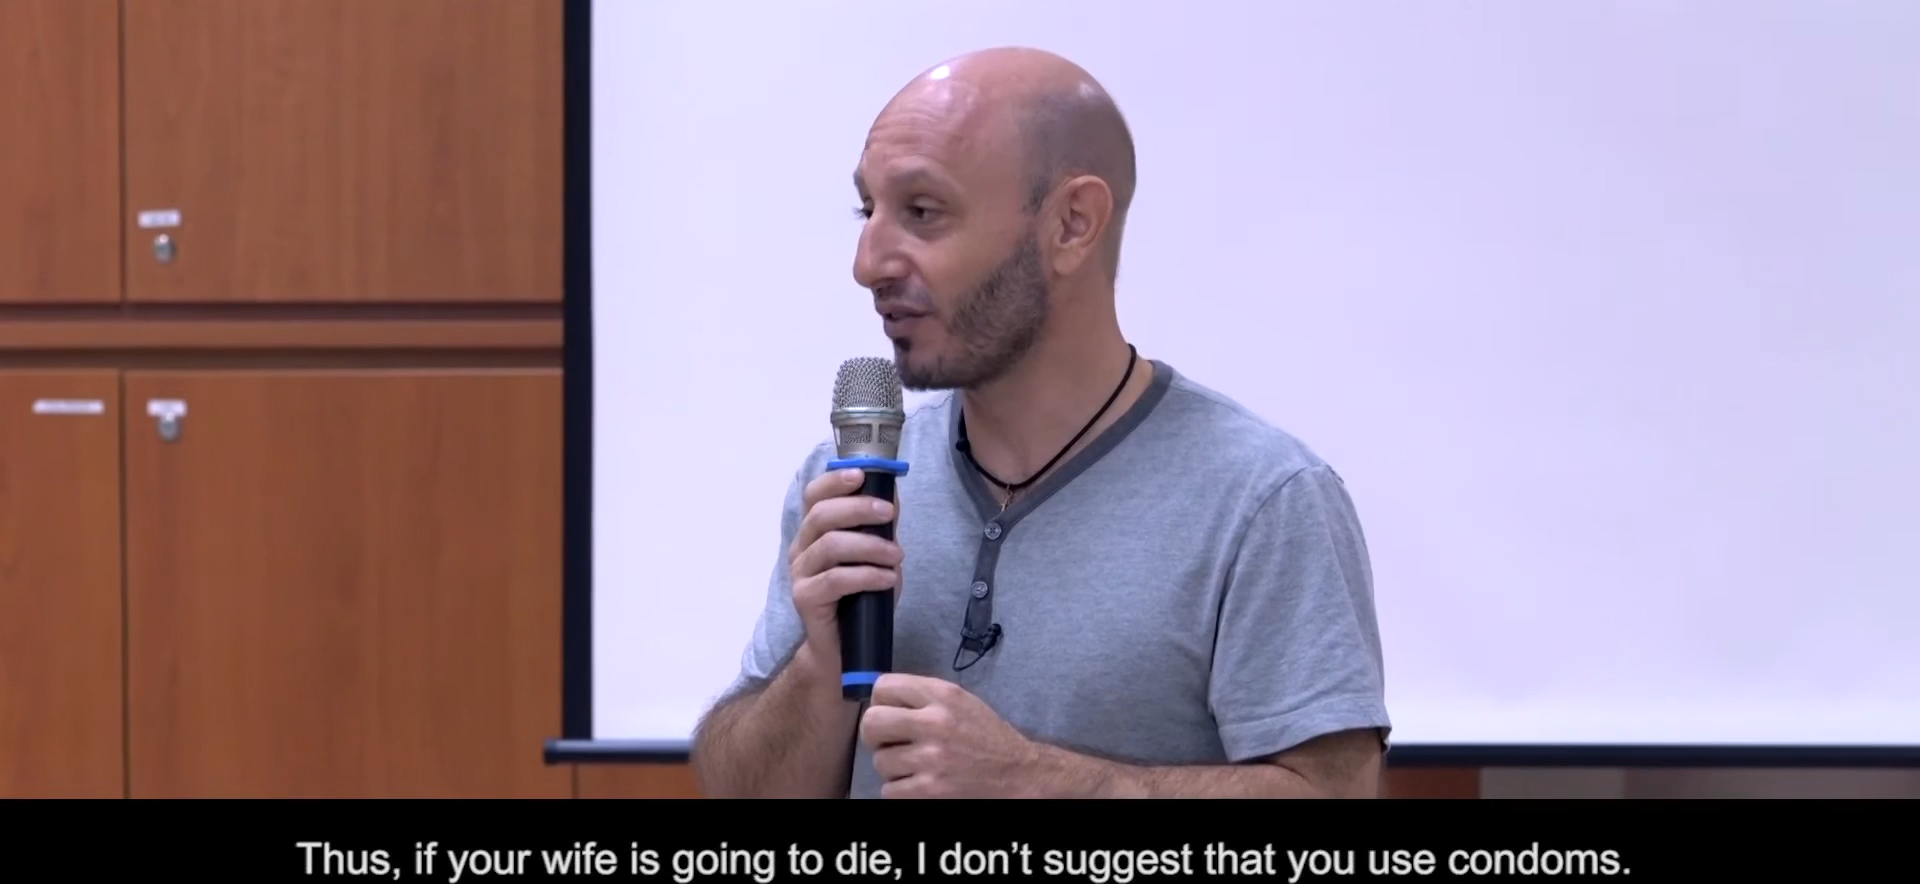 Thus, if your wife is going to die, I don’t suggest that you use condoms.